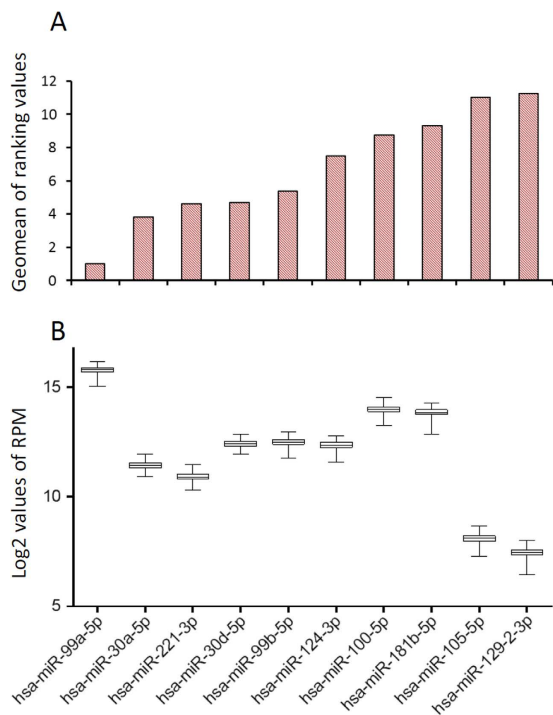 A
Geomean of ranking values
12
10
8
6
4
2
0
B
Log2 values of RPM
15
10
5
hsa-miR-99a-5p
hsa-miR-30a-5p
hsa-miR-221-3p
hsa-miR-30d-5p
hsa-miR-99b-5p
hsa-miR-124-3p
hsa-miR-100-5p
hsa-miR-181b-5p
hsa-miR-105-5p
hsa-miR-129-2-3p